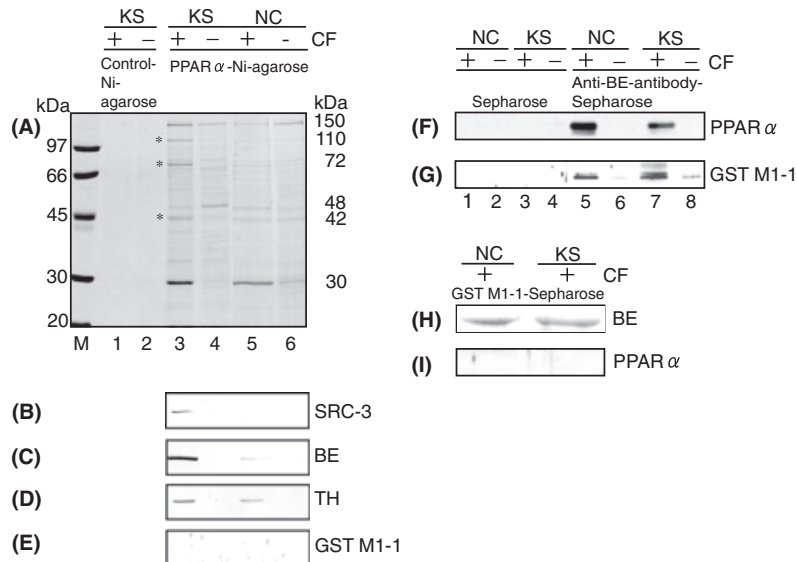 KS KS NC
+ − + − + - CF
Control-Ni-agarose PPAR α-Ni-agarose
kDa kDa
(A)
97
66
45
30
20
150
110
72
48
42
30
*
*
*
M 1 2 3 4 5 6
(B) SRC-3
(C) BE
(D) TH
(E) GST M1-1
NC KS NC KS
+ − + − + − + − CF
Sepharose Anti-BE-antibody-Sepharose
(F) PPAR α
(G) GST M1-1
1 2 3 4 5 6 7 8
NC KS
+ + CF
GST M1-1-Sepharose
(H) BE
(I) PPAR α